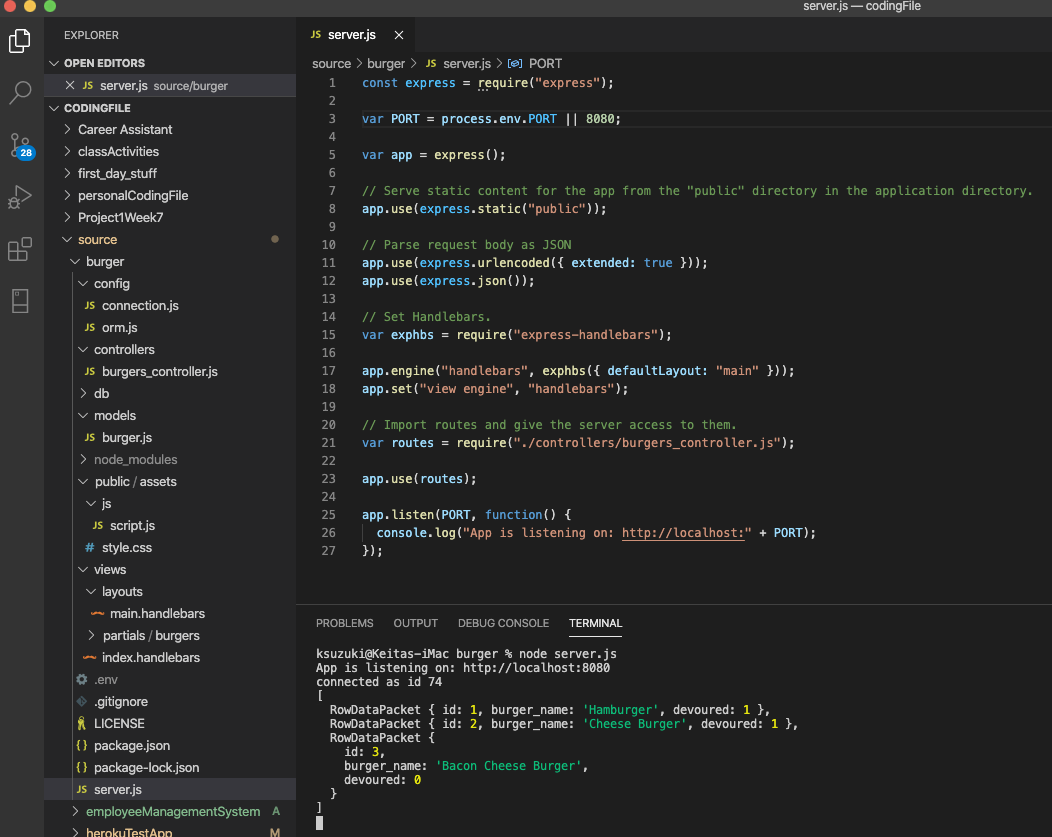 server.js — codingFile
EXPLORER
OPEN EDITORS
JS server.js source/burger
CODINGFILE
Career Assistant
classActivities
first_day_stuff
personalCodingFile
Project1Week7
source
burger
config
JS connection.js
JS orm.js
controllers
JS burgers_controller.js
db
models
JS burger.js
node_modules
public / assets
js
JS script.js
# style.css
views
layouts
main.handlebars
partials / burgers
index.handlebars
.env
.gitignore
LICENSE
{} package.json
{} package-lock.json
JS server.js
employeeManagementSystem A
herokuTestApp M
28
JS server.js
source > burger > JS server.js > PORT
1 const express = require("express");
2
3 var PORT = process.env.PORT || 8080;
4
5 var app = express();
6
7 // Serve static content for the app from the "public" directory in the application directory.
8 app.use(express.static("public"));
9
10 // Parse request body as JSON
11 app.use(express.urlencoded({ extended: true }));
12 app.use(express.json());
13
14 // Set Handlebars.
15 var exphbs = require("express-handlebars");
16
17 app.engine("handlebars", exphbs({ defaultLayout: "main" }));
18 app.set("view engine", "handlebars");
19
20 // Import routes and give the server access to them.
21 var routes = require("./controllers/burgers_controller.js");
22
23 app.use(routes);
24
25 app.listen(PORT, function() {
26 console.log("App is listening on: http://localhost:" + PORT);
27 });
PROBLEMS OUTPUT DEBUG CONSOLE TERMINAL
ksuzuki@Keitas-iMac burger % node server.js
App is listening on: http://localhost:8080
connected as id 74
[
RowDataPacket { id: 1, burger_name: 'Hamburger', devoured: 1 },
RowDataPacket { id: 2, burger_name: 'Cheese Burger', devoured: 1 },
RowDataPacket {
id: 3,
burger_name: 'Bacon Cheese Burger',
devoured: 0
}
]